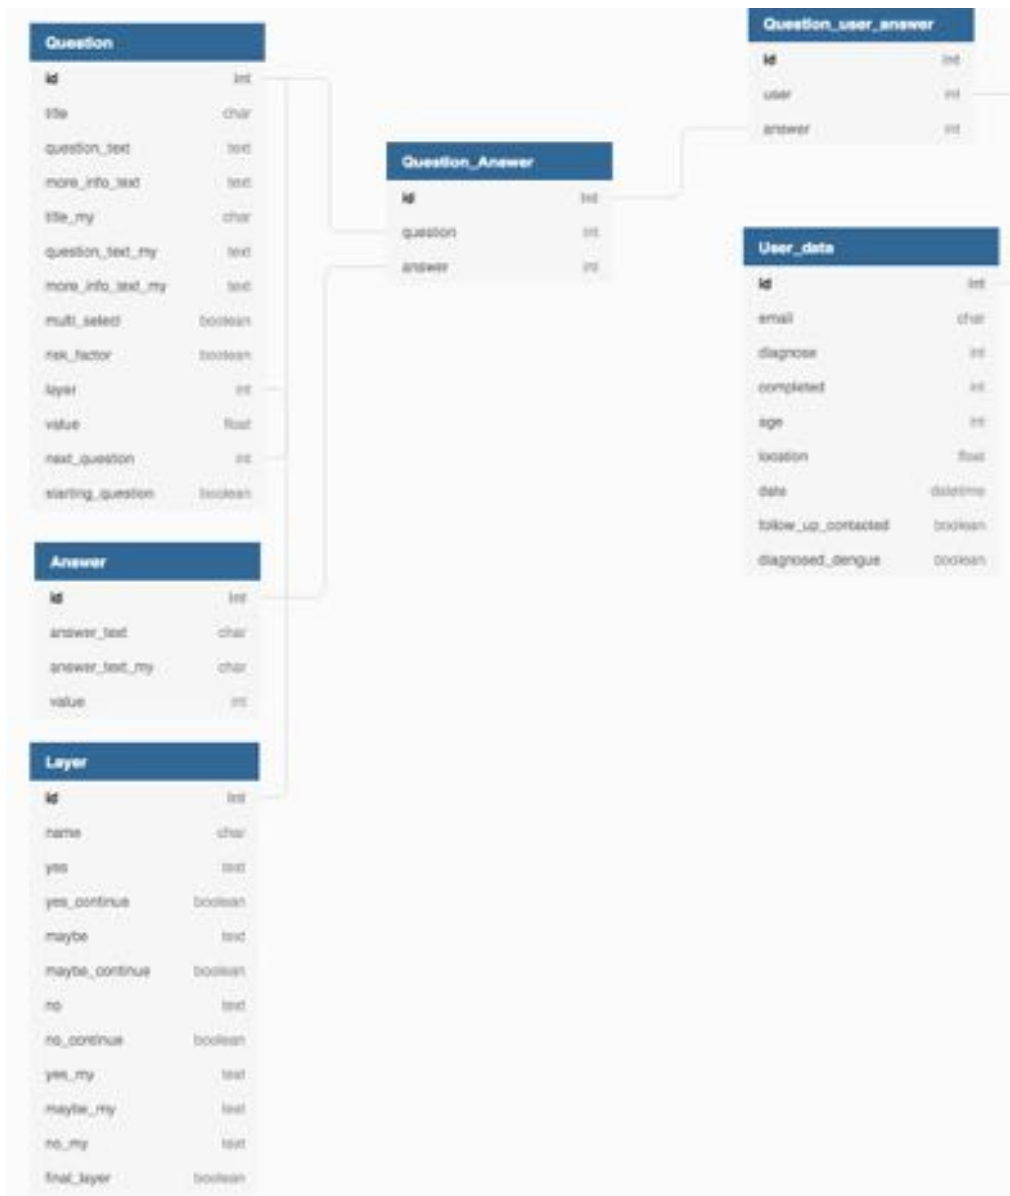 Question
id int
title char
question_text text
more_info_text text
title_my char
question_text_my text
more_info_text_my text
multi_select boolean
risk_factor boolean
layer int
value float
next_question int
starting_question boolean
Answer
id int
answer_text char
answer_text_my char
value int
Layer
id int
name char
yes text
yes_continue boolean
maybe text
maybe_continue boolean
no text
no_continue boolean
yes_my text
maybe_my text
no_my text
final_layer boolean
Question_Answer
id int
question int
answer int
Question_user_answer
id int
user int
answer int
User_data
id int
email char
diagnose int
completed int
age int
location float
date datetime
follow_up_contacted boolean
diagnosed_dengue boolean